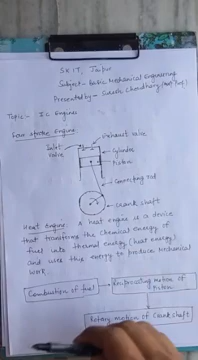 SKIT, Jaipur
Subject - Basic Mechanical Engineering
Presented by - Choudhary (Asst. Prof.)
Topic - IC Engines
Four stroke Engine
Inlet Valve
exhaust valve
Cylinder
Piston
Connecting rod
Crank shaft
Heat Engine: A heat engine is a device
that transforms the Chemical energy of
fuel into thermal energy (heat energy)
and uses this energy to produce Mechanical
work.
Combustion of fuel
Reciprocating motion of Piston
Rotary motion of Crank shaft